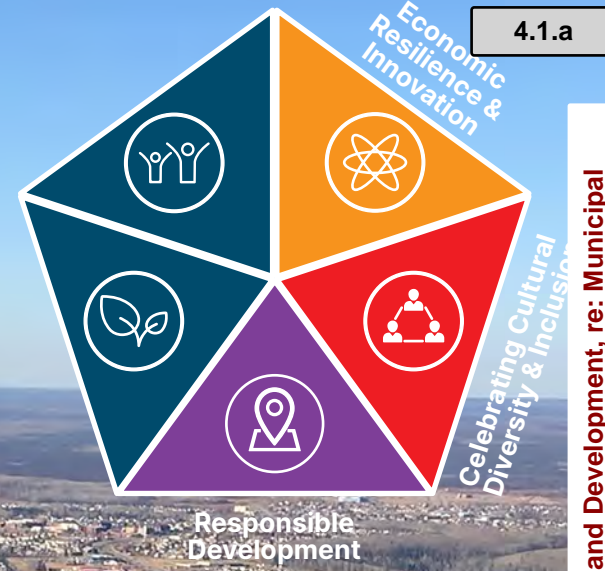 4.1.a
Economic
Resilience &
Innovation
Celebrating Cultural
Diversity & Inclusion
Responsible
Development
and Development, re: Municipal